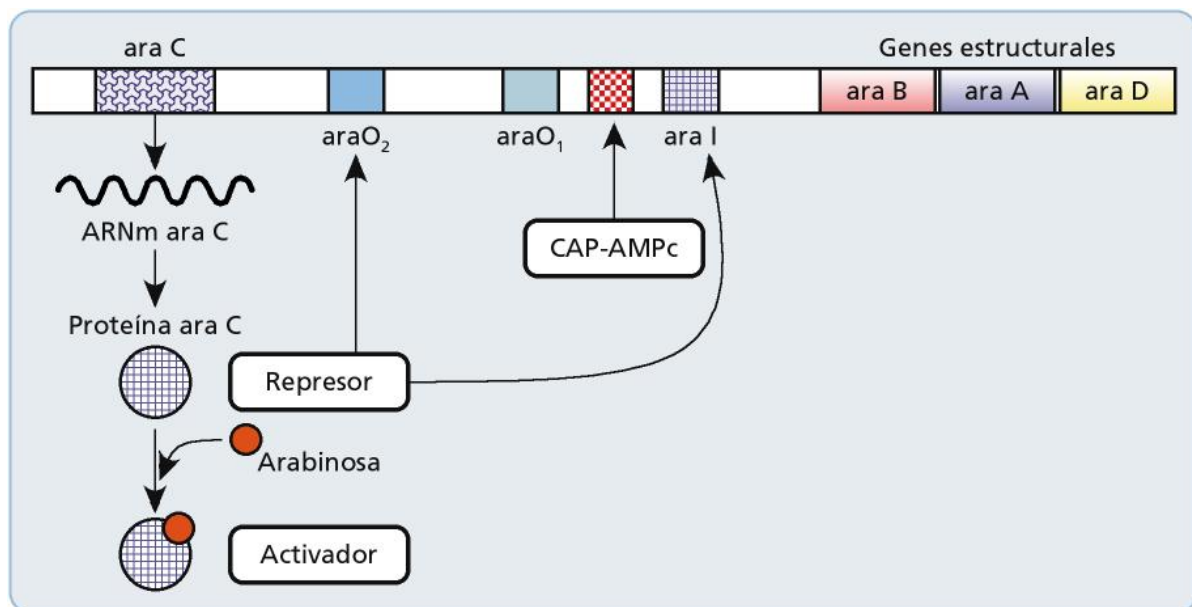 ara C
Genes estructurales
ara B
ara A
ara D
araO₂
araO₁
ara I
ARNm ara C
CAP-AMPc
Proteína ara C
Represor
Arabinosa
Activador